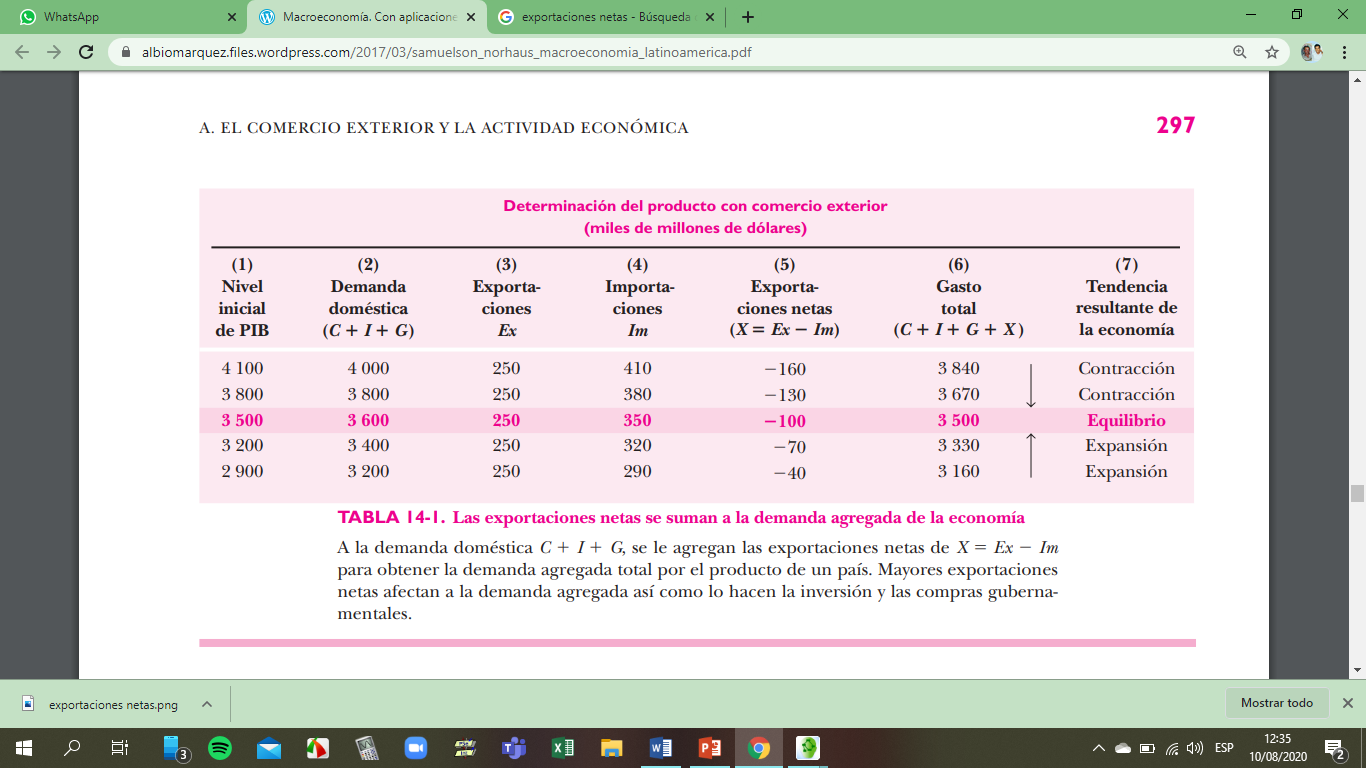 WhatsApp
Macroeconomía. Con aplicacione
exportaciones netas - Búsqueda
albiomarquez.files.wordpress.com/2017/03/samuelson_norhaus_macroeconomia_latinoamerica.pdf
A. EL COMERCIO EXTERIOR Y LA ACTIVIDAD ECONÓMICA 297
Determinación del producto con comercio exterior
(miles de millones de dólares)
(1) (2) (3) (4) (5) (6) (7)
Nivel Demanda Exporta- Importa- Exporta- Gasto Tendencia
inicial doméstica ciones ciones ciones netas total resultante de
de PIB (C + I + G) Ex Im (X = Ex − Im) (C + I + G + X) la economía
4 100 4 000 250 410 −160 3 840 Contracción
3 800 3 800 250 380 −130 3 670 Contracción
3 500 3 600 250 350 −100 3 500 Equilibrio
3 200 3 400 250 320 −70 3 330 Expansión
2 900 3 200 250 290 −40 3 160 Expansión
TABLA 14-1. Las exportaciones netas se suman a la demanda agregada de la economía
A la demanda doméstica C + I + G, se le agregan las exportaciones netas de X = Ex − Im
para obtener la demanda agregada total por el producto de un país. Mayores exportaciones
netas afectan a la demanda agregada así como lo hacen la inversión y las compras guberna-
mentales.
exportaciones netas.png
Mostrar todo
3
ESP
12:35
10/08/2020
2